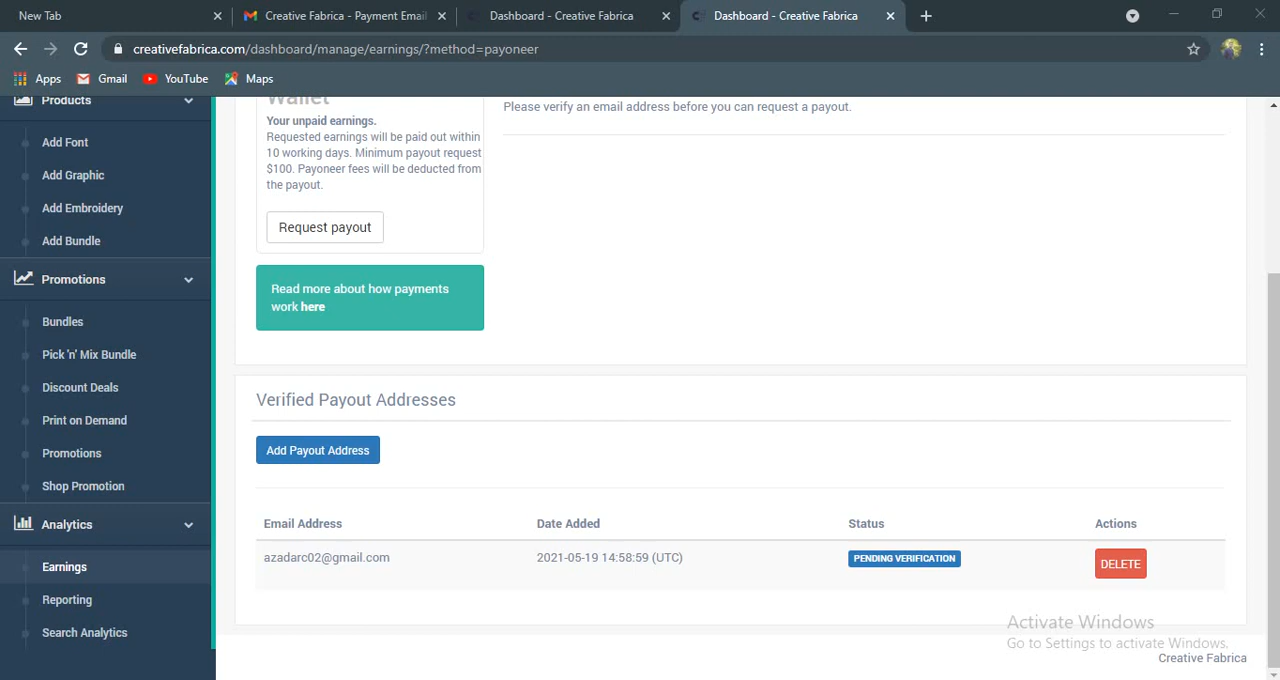 New Tab
Creative Fabrica - Payment Email
Dashboard - Creative Fabrica
Dashboard - Creative Fabrica
creativefabrica.com/dashboard/manage/earnings/?method=payoneer
Apps
Gmail
YouTube
Maps
Products
Add Font
Add Graphic
Add Embroidery
Add Bundle
Promotions
Bundles
Pick 'n' Mix Bundle
Discount Deals
Print on Demand
Promotions
Shop Promotion
Analytics
Earnings
Reporting
Search Analytics
Wallet
Your unpaid earnings.
Requested earnings will be paid out within
10 working days. Minimum payout request
$100. Payoneer fees will be deducted from
the payout.
Request payout
Read more about how payments
work here
Please verify an email address before you can request a payout.
Verified Payout Addresses
Add Payout Address
Email Address Date Added Status Actions
azadarc02@gmail.com 2021-05-19 14:58:59 (UTC) PENDING VERIFICATION DELETE
Activate Windows
Go to Settings to activate Windows.
Creative Fabrica